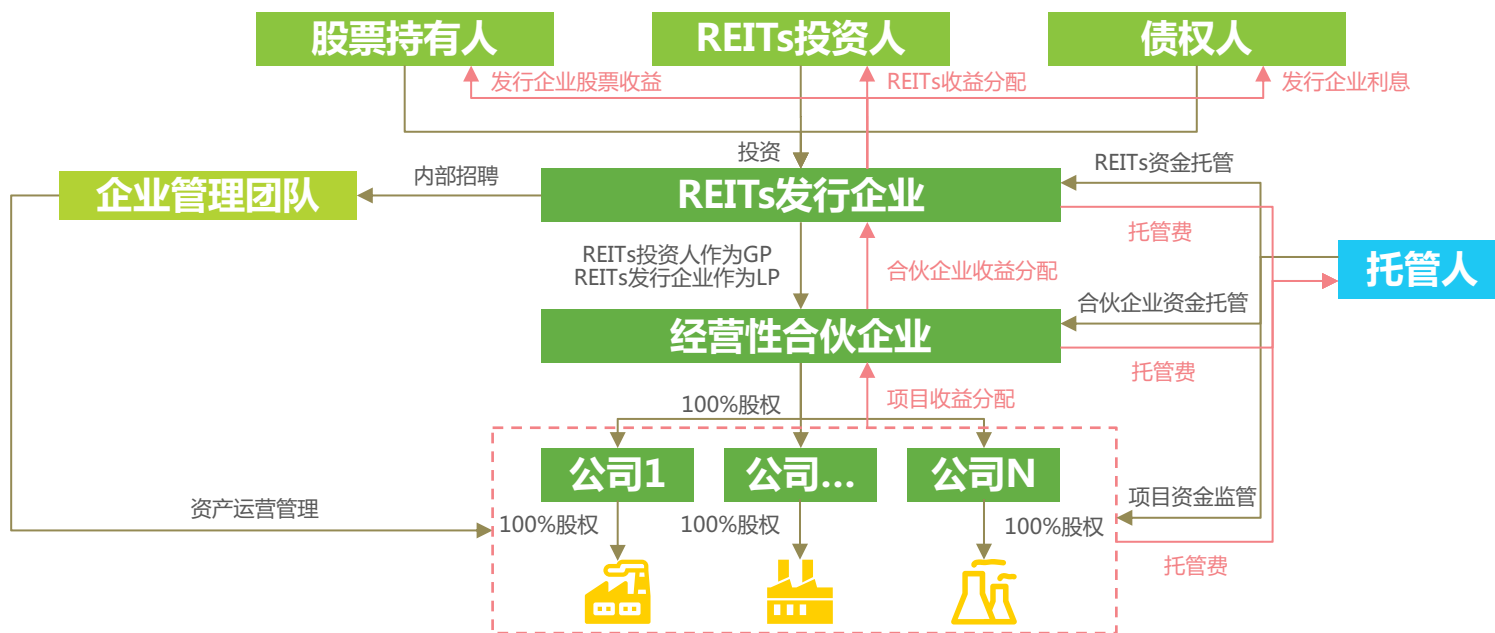 股票持有人
REITs投资人
债权人
发行企业股票收益
REITs收益分配
发行企业利息
投资
REITs资金托管
内部招聘
企业管理团队
REITs发行企业
托管费
REITs投资人作为GP
REITs发行企业作为LP
合伙企业收益分配
托管人
合伙企业资金托管
经营性合伙企业
托管费
100%股权
项目收益分配
公司1
公司...
公司N
资产运营管理
项目资金监管
100%股权
100%股权
100%股权
托管费